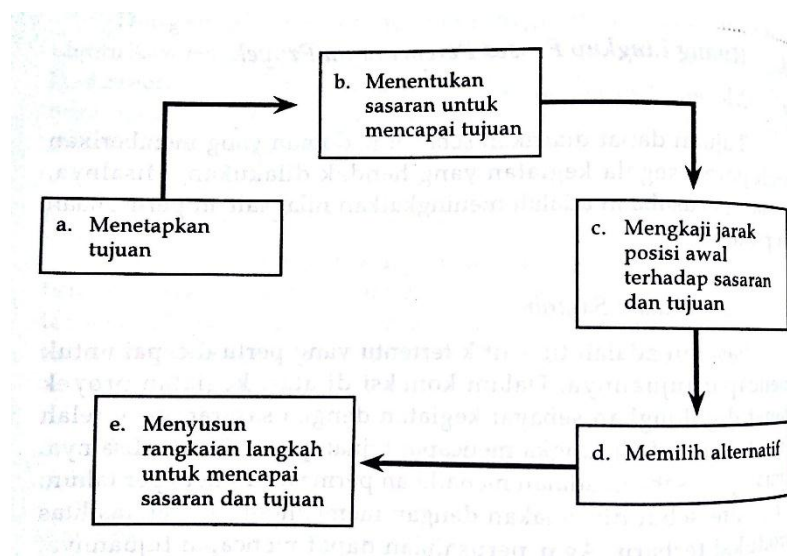 a. Menetapkan
tujuan
b. Menentukan
sasaran untuk
mencapai tujuan
c. Mengkaji jarak
posisi awal
terhadap sasaran
dan tujuan
d. Memilih alternatif
e. Menyusun
rangkaian langkah
untuk mencapai
sasaran dan tujuan